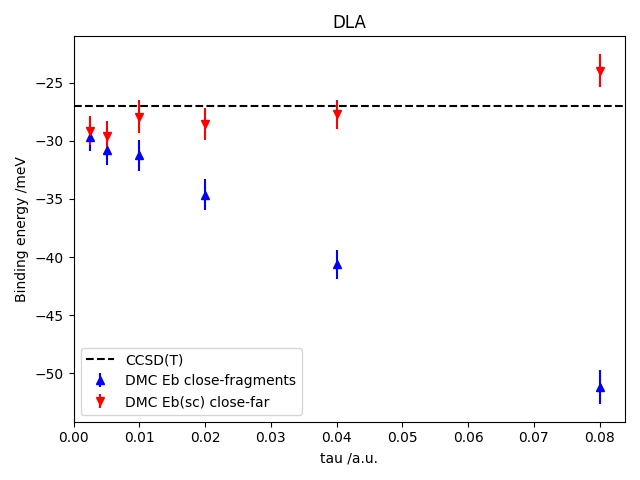 DLA
Binding energy /meV
−25
−30
−35
−40
−45
−50
CCSD(T)
DMC Eb close-fragments
DMC Eb(sc) close-far
0.00 0.01 0.02 0.03 0.04 0.05 0.06 0.07 0.08
tau /a.u.